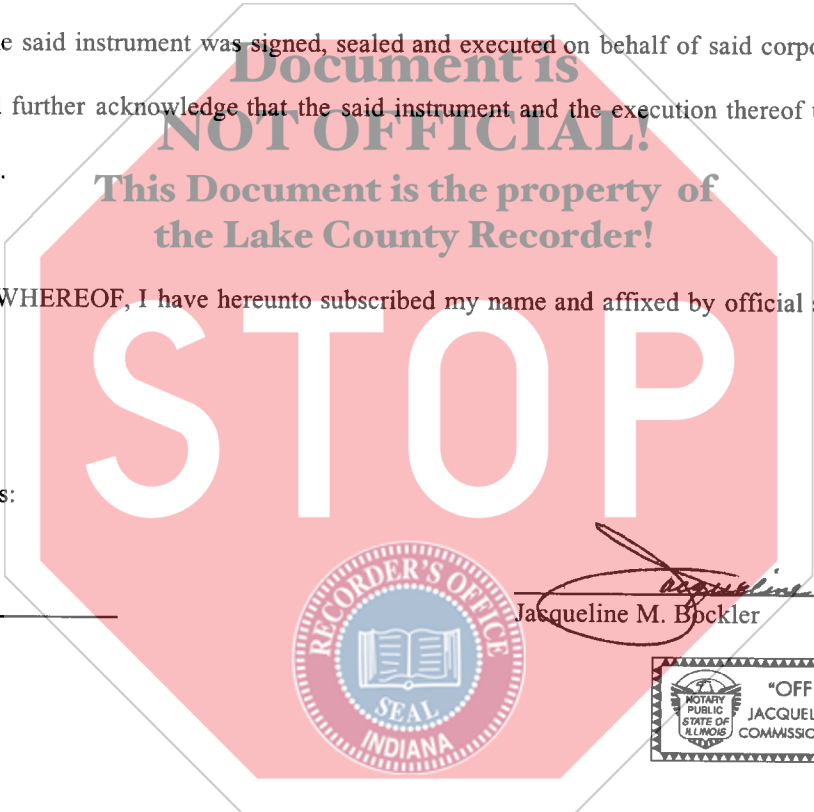 e said instrument was signed, sealed and executed on behalf of said corpo
Document is
further acknowledge that the said instrument and the execution thereof
NOT OFFICIAL!
.
This Document is the property of
the Lake County Recorder!
WHEREOF, I have hereunto subscribed my name and affixed by official s
STOP
s:
Jacqueline
Jacqueline M. Bockler
RECORDER'S OFFICE
SEAL
INDIANA
NOTARY
PUBLIC
STATE OF
ILLINOIS
"OFF
JACQUEL
COMMISSIO